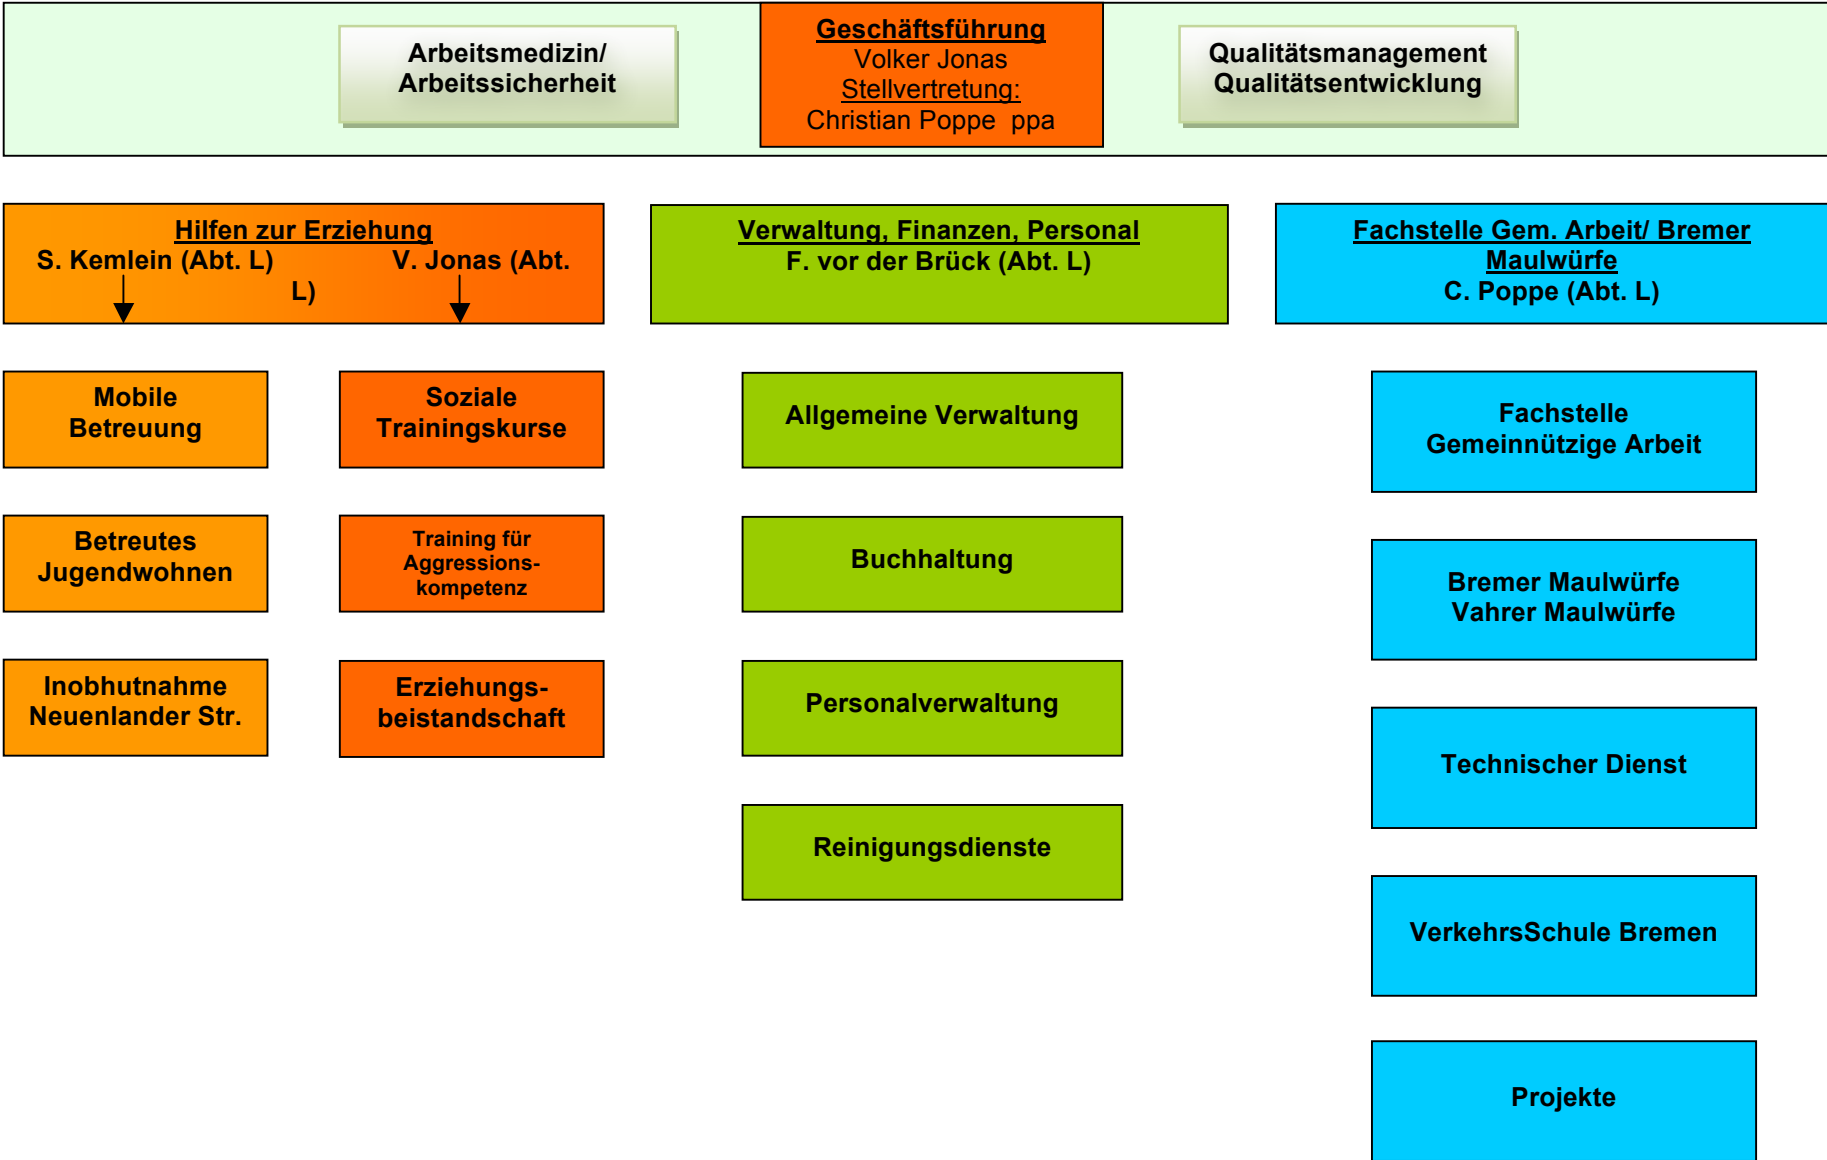 Arbeitsmedizin/
Arbeitssicherheit
Geschäftsführung
Volker Jonas
Stellvertretung:
Christian Poppe ppa
Qualitätsmanagement
Qualitätsentwicklung
Hilfen zur Erziehung
S. Kemlein (Abt. L) V. Jonas (Abt.
L)
Verwaltung, Finanzen, Personal
F. vor der Brück (Abt. L)
Fachstelle Gem. Arbeit/ Bremer
Maulwürfe
C. Poppe (Abt. L)
Mobile
Betreuung
Soziale
Trainingskurse
Allgemeine Verwaltung
Fachstelle
Gemeinnützige Arbeit
Betreutes
Jugendwohnen
Training für
Aggressions-
kompetenz
Buchhaltung
Bremer Maulwürfe
Vahrer Maulwürfe
Inobhutnahme
Neuenlander Str.
Erziehungs-
beistandschaft
Personalverwaltung
Technischer Dienst
Reinigungsdienste
VerkehrsSchule Bremen
Projekte